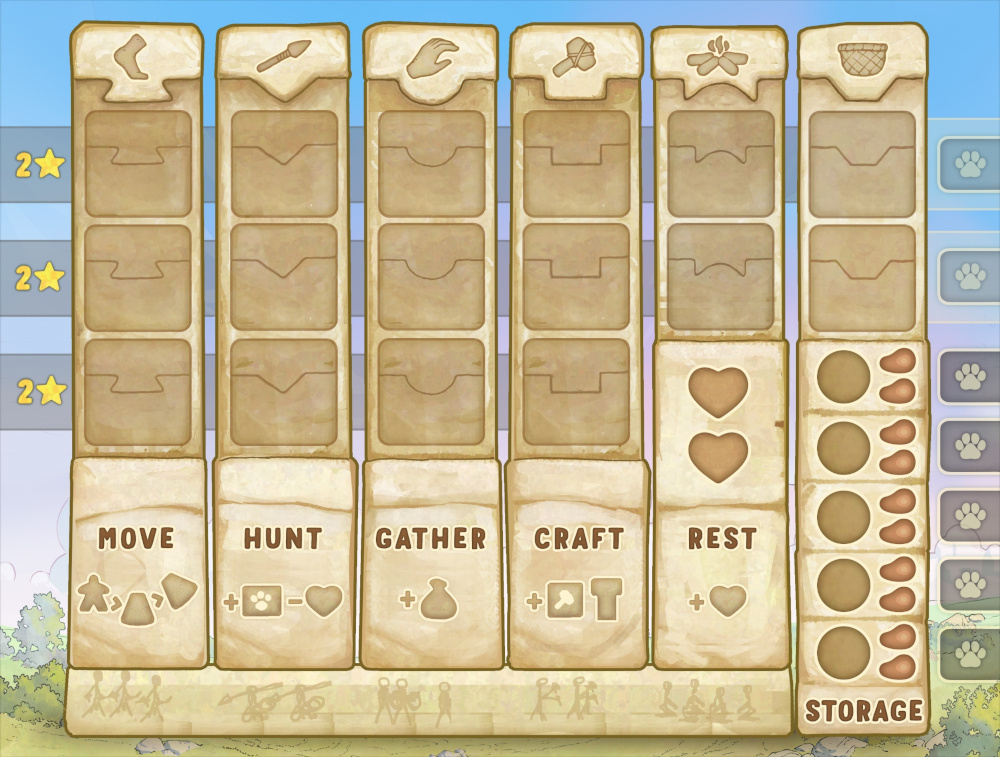 2
2
2
MOVE HUNT GATHER CRAFT REST
+ - + + +
STORAGE